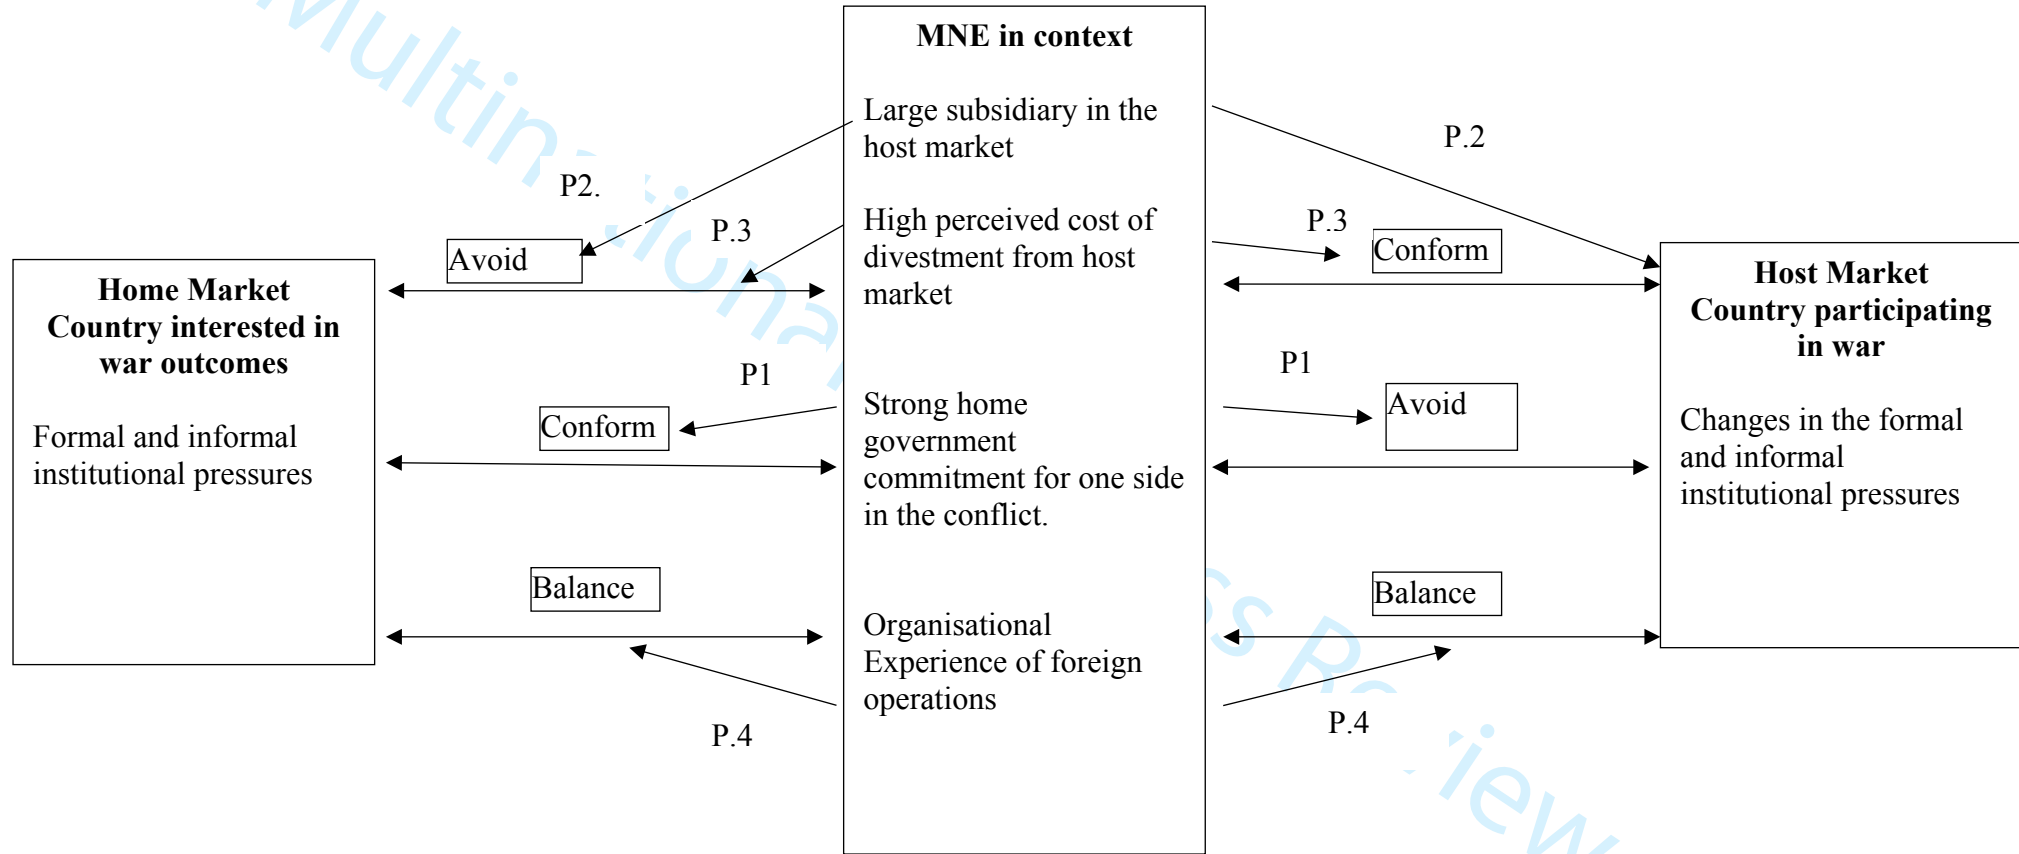 MNE in context
Large subsidiary in the
host market
High perceived cost of
divestment from host
market
Strong home
government
commitment for one side
in the conflict.
Organisational
Experience of foreign
operations
Home Market
Country interested in
war outcomes
Formal and informal
institutional pressures
P2.
P.3
Avoid
P1
Conform
Balance
P.4
P.2
P.3
Conform
P1
Avoid
Balance
P.4
Host Market
Country participating
in war
Changes in the formal
and informal
institutional pressures